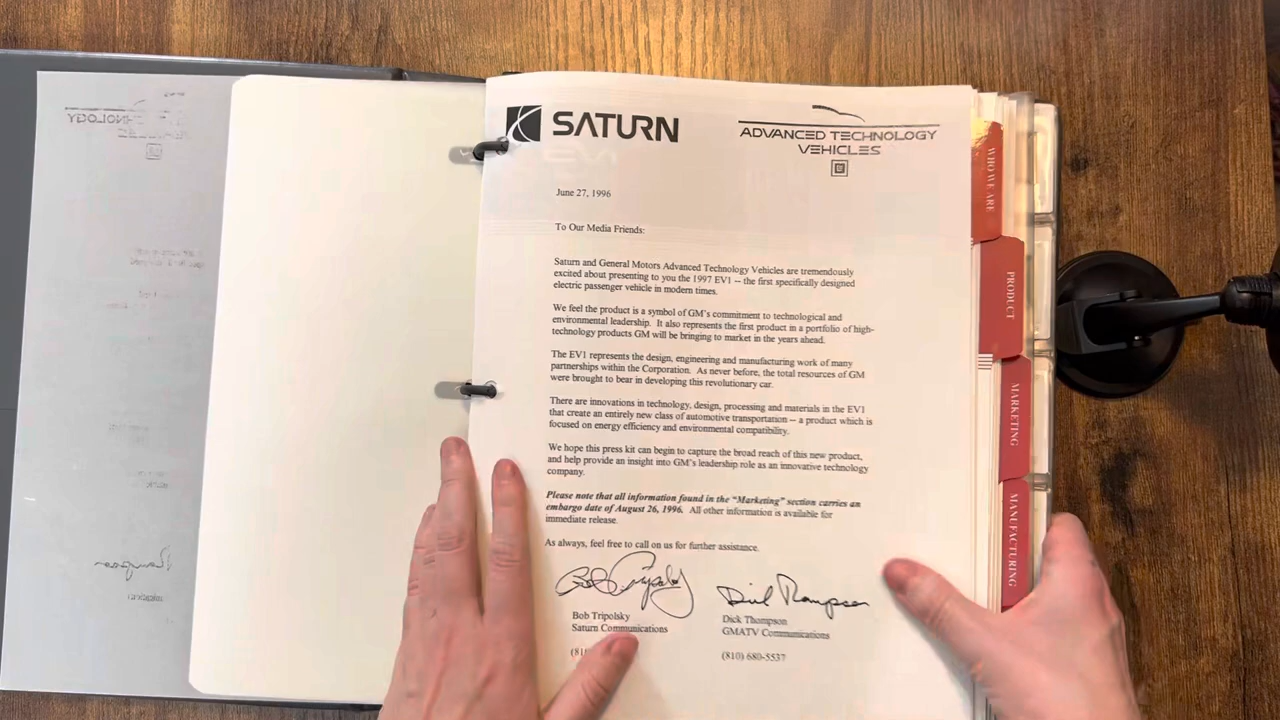 SATURN
ADVANCED TECHNOLOGY
VEHICLES
GM
EV1
June 27, 1996
To Our Media Friends:
Saturn and General Motors Advanced Technology Vehicles are tremendously
excited about presenting to you the 1997 EV1 -- the first specifically designed
electric passenger vehicle in modern times.
We feel the product is a symbol of GM's commitment to technological and
environmental leadership. It also represents the first product in a portfolio of high-
technology products GM will be bringing to market in the years ahead.
The EV1 represents the design, engineering and manufacturing work of many
partnerships within the Corporation. As never before, the total resources of GM
were brought to bear in developing this revolutionary car.
There are innovations in technology, design, processing and materials in the EV1
that create an entirely new class of automotive transportation -- a product which is
focused on energy efficiency and environmental compatibility.
We hope this press kit can begin to capture the broad reach of this new product,
and help provide an insight into GM's leadership role as an innovative technology
company.
Please note that all information found in the “Marketing” section carries an
embargo date of August 26, 1996. All other information is available for
immediate release.
As always, feel free to call on us for further assistance.
Bob Tripolsky
Dick Thompson
Bob Tripolsky
Saturn Communications
Dick Thompson
GMATV Communications
(810) 680-5537
WHO WE ARE
PRODUCT
MARKETING
MANUFACTURING